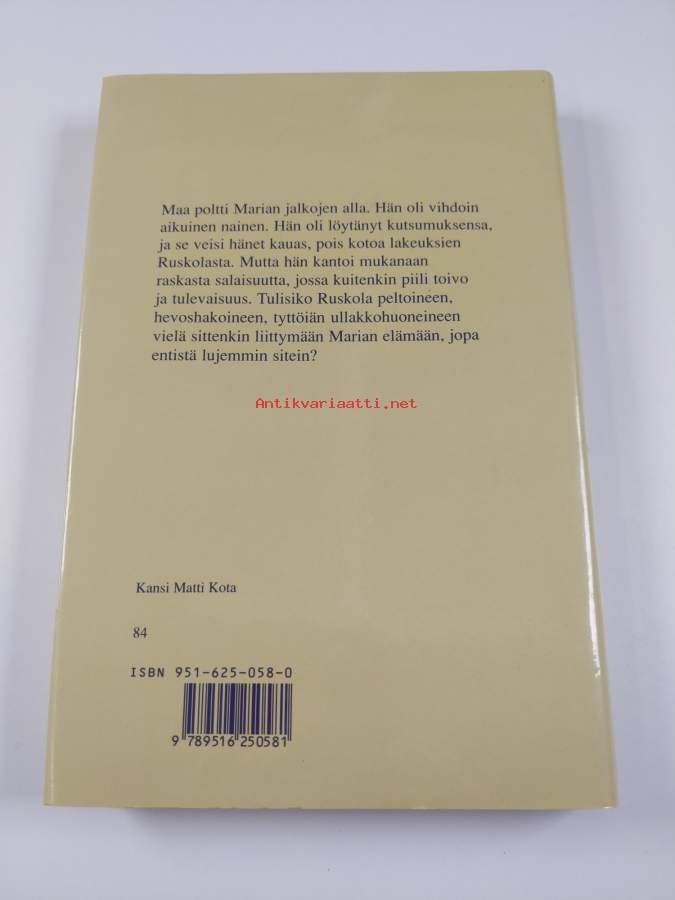 Maa poltti Marian jalkojen alla. Hän oli vihdoin
aikuinen nainen. Hän oli löytänyt kutsumuksensa,
ja se veisi hänet kauas, pois kotoa lakeuksien
Ruskolasta. Mutta hän kantoi mukanaan
raskasta salaisuutta, jossa kuitenkin piili toivo
ja tulevaisuus. Tulisiko Ruskola peltoineen,
hevoshakoineen, tyttöiän ullakkohuoneineen
vielä sittenkin liittymään Marian elämään, jopa
entistä lujemmin sitein?
Antikvariaatti.net
Kansi Matti Kota
84
ISBN 951-625-058-0
9 789516 250581